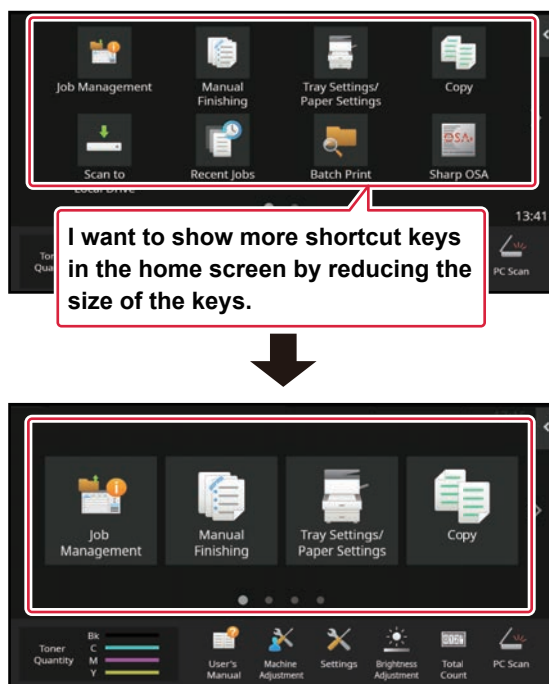 Job Management
Manual
Finishing
Tray Settings/
Paper Settings
Copy
Scan to
Local Drive
Recent Jobs
Batch Print
OSA
Sharp OSA
13:41
PC Scan
I want to show more shortcut keys
in the home screen by reducing the
size of the keys.
Job
Management
Manual
Finishing
Tray Settings/
Paper Settings
Copy
Toner
Quantity
Bk
C
M
Y
User's
Manual
Machine
Adjustment
Settings
Brightness
Adjustment
Total
Count
PC Scan